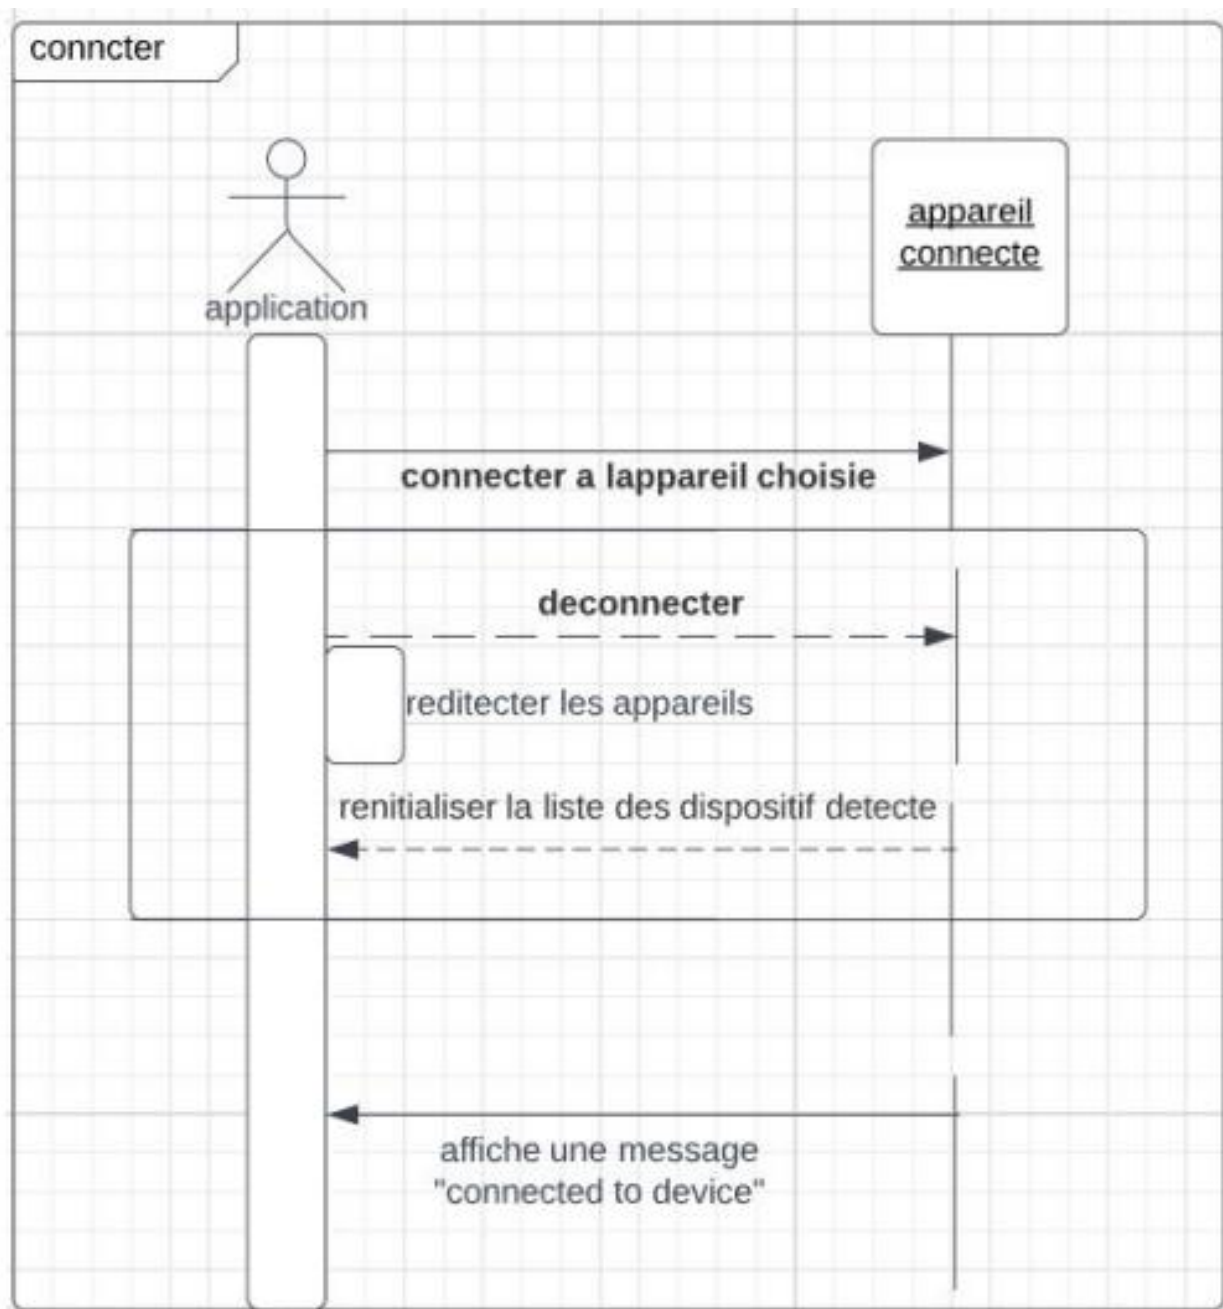 conncter
appareil
connecte
application
connecter a lappareil choisie
deconnecter
reditecter les appareils
renitialiser la liste des dispositif detecte
affiche une message
"connected to device"